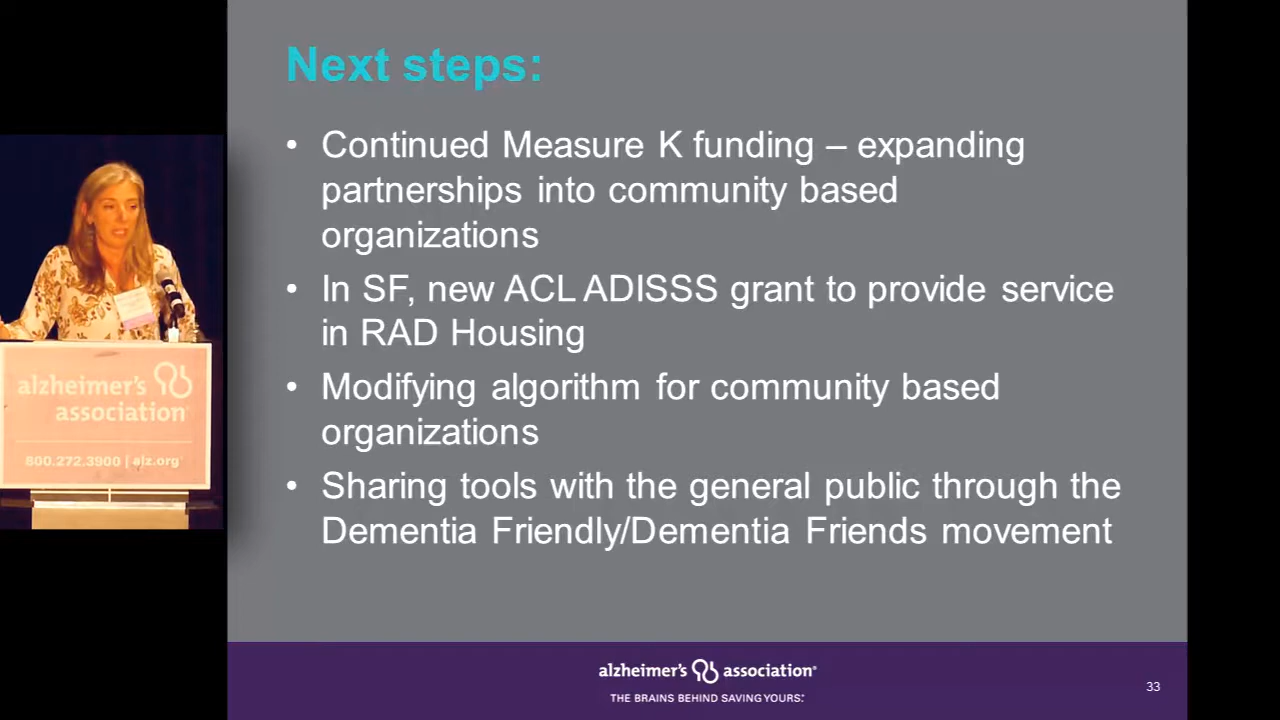 Next steps:
• Continued Measure K funding – expanding
partnerships into community based
organizations
• In SF, new ACL ADISSS grant to provide service
in RAD Housing
• Modifying algorithm for community based
organizations
• Sharing tools with the general public through the
Dementia Friendly/Dementia Friends movement
alzheimer's association®
THE BRAINS BEHIND SAVING YOURS.™
33
alzheimer's
association®
800.272.3900 | alz.org®